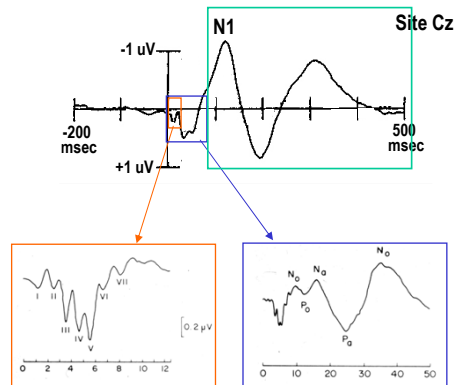 N1
Site Cz
-1 uV
-200
msec
500
msec
+1 uV
I
II
III
IV
V
VI
VII
0.2 μV
0 2 4 6 8 10 12
No
Po
Na
Pa
No
0 10 20 30 40 50